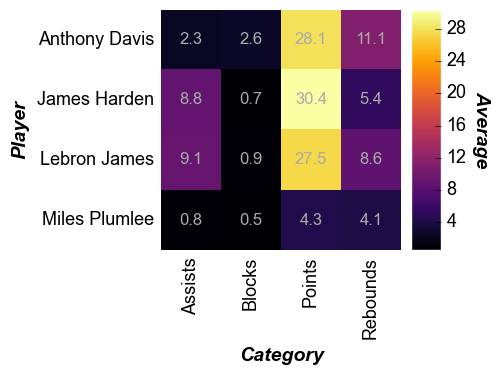 Player
Anthony Davis 2.3 2.6 28.1 11.1
James Harden 8.8 0.7 30.4 5.4
Lebron James 9.1 0.9 27.5 8.6
Miles Plumlee 0.8 0.5 4.3 4.1
Assists Blocks Points Rebounds
Category
28
24
20
16
12
8
4
Average